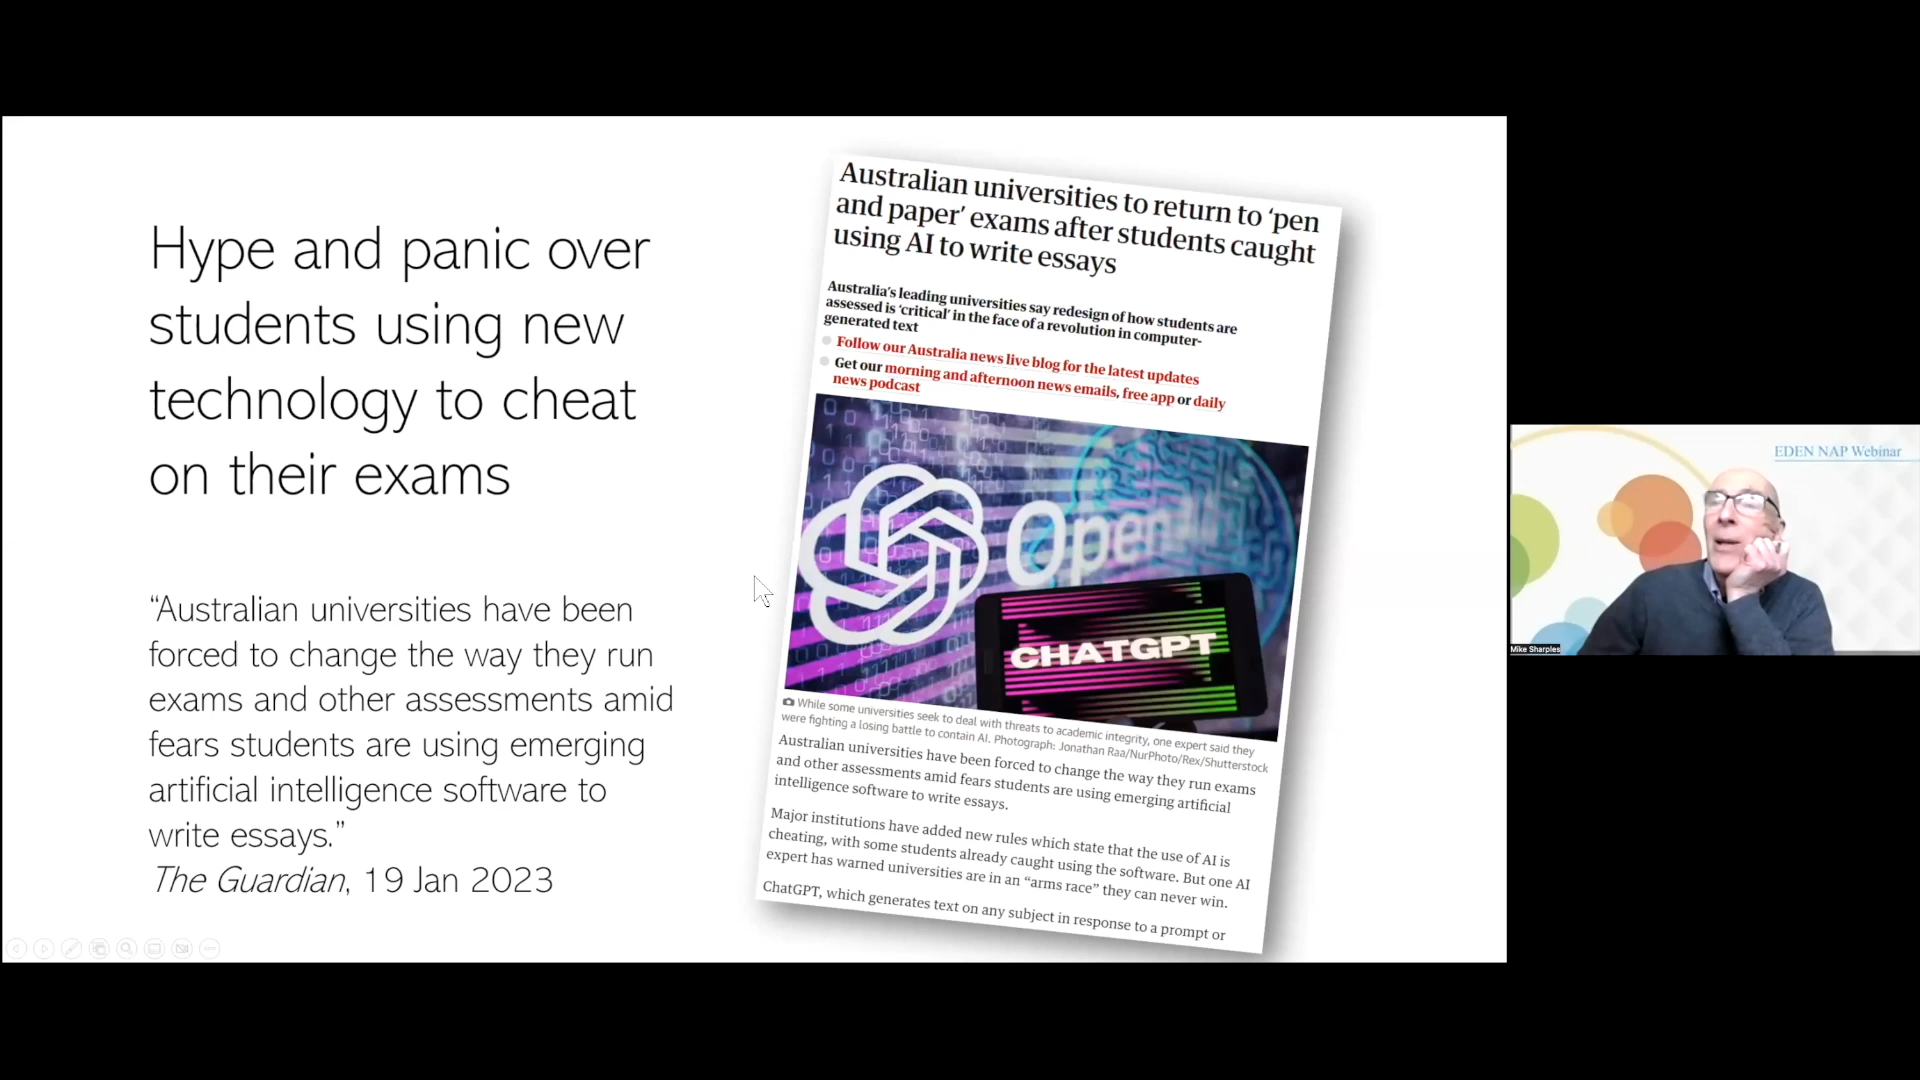 Hype and panic over
students using new
technology to cheat
on their exams
“Australian universities have been
forced to change the way they run
exams and other assessments amid
fears students are using emerging
artificial intelligence software to
write essays.”
The Guardian, 19 Jan 2023
Australian universities to return to ‘pen
and paper’ exams after students caught
using AI to write essays
Australia’s leading universities say redesign of how students are
assessed is ‘critical’ in the face of a revolution in computer-
generated text
Follow our Australia news live blog for the latest updates
Get our morning and afternoon news emails, free app or daily
news podcast
OpenAI
CHATGPT
While some universities seek to deal with threats to academic integrity, one expert said they
were fighting a losing battle to contain AI. Photograph: Jonathan Raa/NurPhoto/Rex/Shutterstock
Australian universities have been forced to change the way they run exams
and other assessments amid fears students are using emerging artificial
intelligence software to write essays.
Major institutions have added new rules which state that the use of AI is
cheating, with some students already caught using the software. But one AI
expert has warned universities are in an “arms race” they can never win.
ChatGPT, which generates text on any subject in response to a prompt or
EDEN NAP Webinar
Mike Sharples